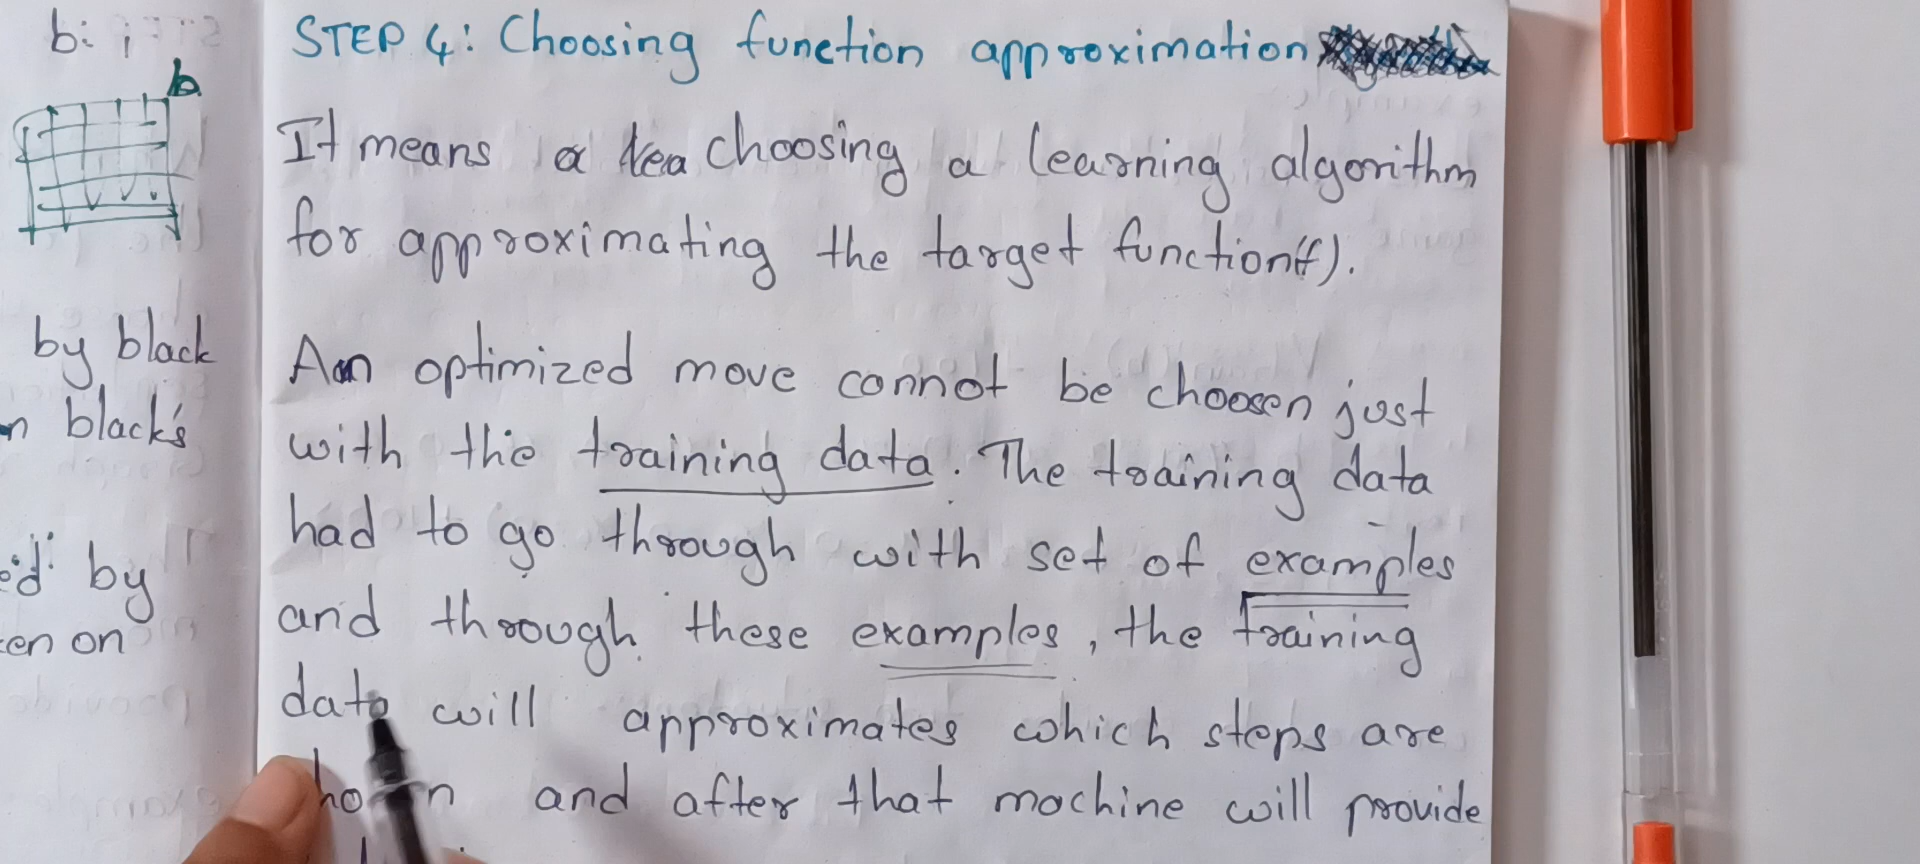 b:
b
by black
n black's
ed by
en on
STEP 4: Choosing function approximation
It means a choosing a learning algorithm
for approximating the target function(f).
An optimized move connot be choosen just
with the training data. The training data
had to go through with set of examples
and through these examples, the training
data will approximates which steps are
and after that machine will provide